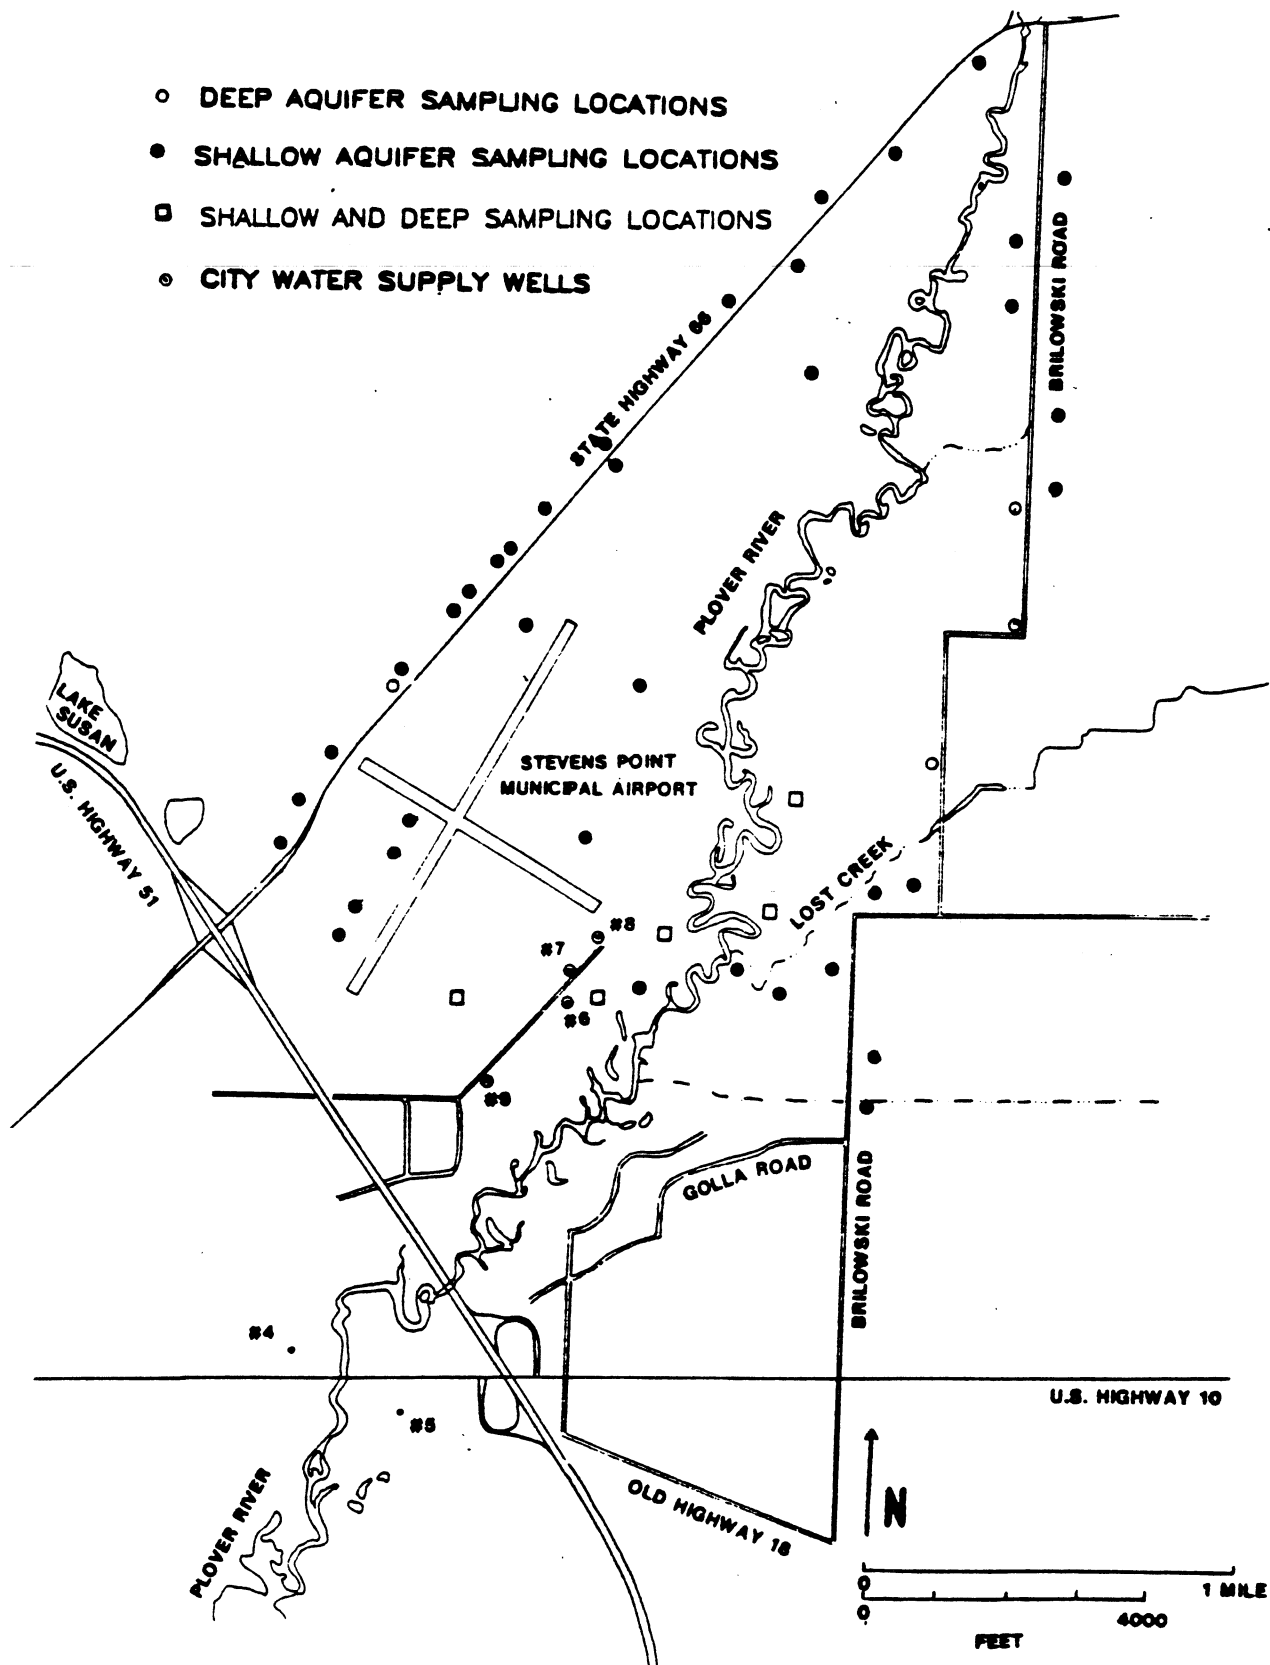 DEEP AQUIFER SAMPLING LOCATIONS
SHALLOW AQUIFER SAMPLING LOCATIONS
SHALLOW AND DEEP SAMPLING LOCATIONS
CITY WATER SUPPLY WELLS
STATE HIGHWAY 66
BRILOWSKI ROAD
PLOVER RIVER
LAKE
SUSAN
U.S. HIGHWAY 51
STEVENS POINT
MUNICIPAL AIRPORT
LOST CREEK
#8
#7
#6
#9
GOLLA ROAD
BRILOWSKI ROAD
#4
U.S. HIGHWAY 10
#5
OLD HIGHWAY 18
PLOVER RIVER
N
0 1 MILE
0 4000
FEET